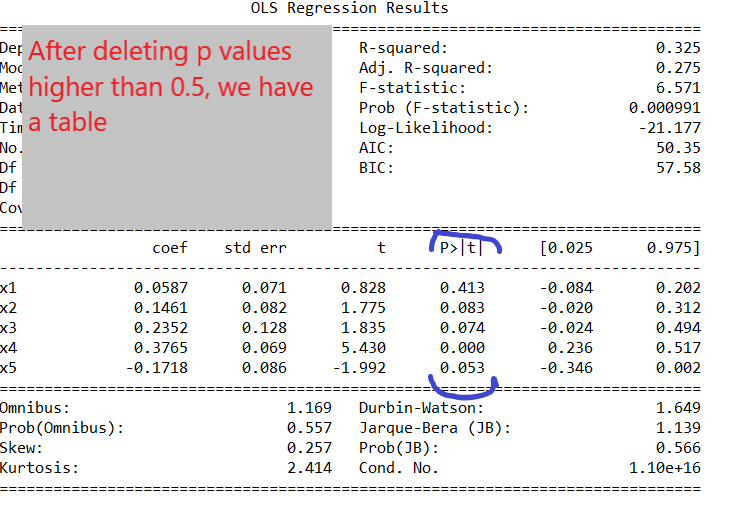 OLS Regression Results
After deleting p values
higher than 0.5, we have
a table
Dep
Mod
Met
Dat
Tim
No.
Df
Df
Cov
R-squared: 0.325
Adj. R-squared: 0.275
F-statistic: 6.571
Prob (F-statistic): 0.000991
Log-Likelihood: -21.177
AIC: 50.35
BIC: 57.58
coef std err t P>|t| [0.025 0.975]
x1 0.0587 0.071 0.828 0.413 -0.084 0.202
x2 0.1461 0.082 1.775 0.083 -0.020 0.312
x3 0.2352 0.128 1.835 0.074 -0.024 0.494
x4 0.3765 0.069 5.430 0.000 0.236 0.517
x5 -0.1718 0.086 -1.992 0.053 -0.346 0.002
Omnibus: 1.169 Durbin-Watson: 1.649
Prob(Omnibus): 0.557 Jarque-Bera (JB): 1.139
Skew: 0.257 Prob(JB): 0.566
Kurtosis: 2.414 Cond. No. 1.10e+16